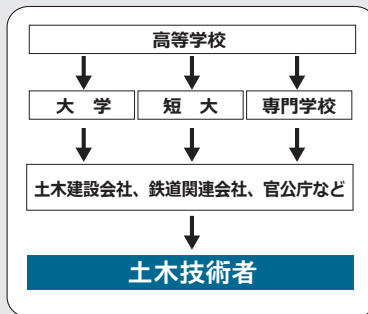 高等学校
大　学
短　大
専門学校
土木建設会社、鉄道関連会社、官公庁など
土木技術者